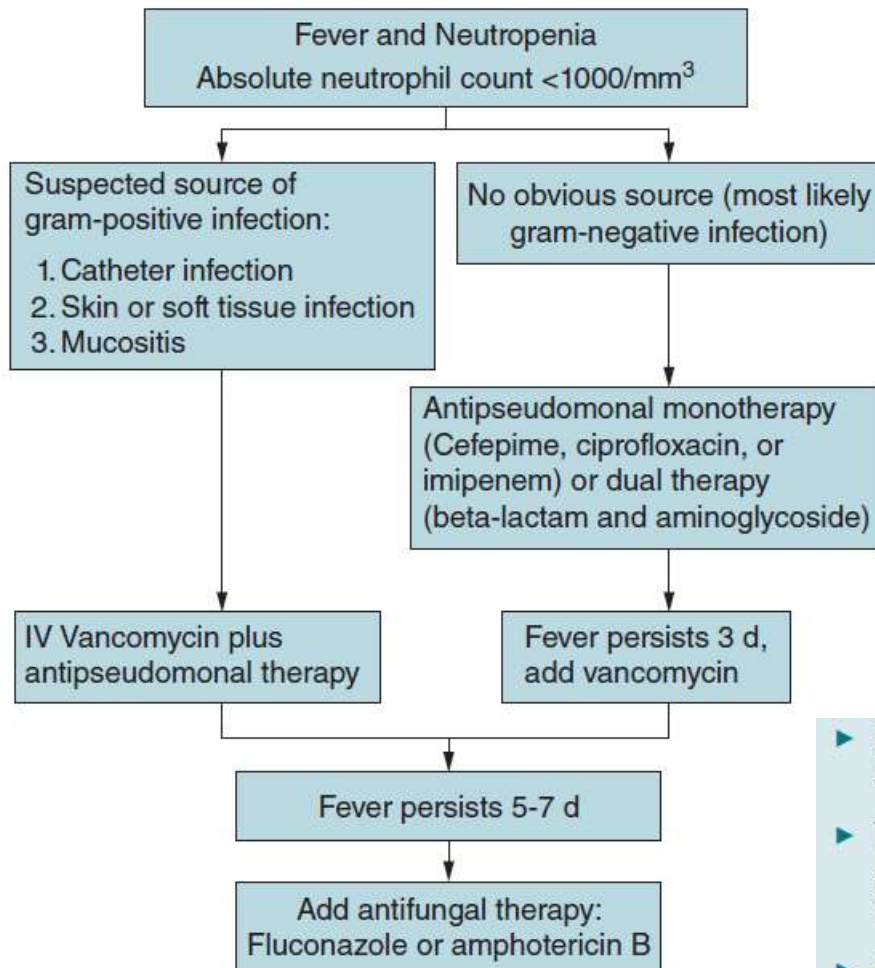 Fever and Neutropenia
Absolute neutrophil count <1000/mm³
Suspected source of
gram-positive infection:
1. Catheter infection
2. Skin or soft tissue infection
3. Mucositis
No obvious source (most likely
gram-negative infection)
Antipseudomonal monotherapy
(Cefepime, ciprofloxacin, or
imipenem) or dual therapy
(beta-lactam and aminoglycoside)
IV Vancomycin plus
antipseudomonal therapy
Fever persists 3 d,
add vancomycin
Fever persists 5-7 d
Add antifungal therapy:
Fluconazole or amphotericin B